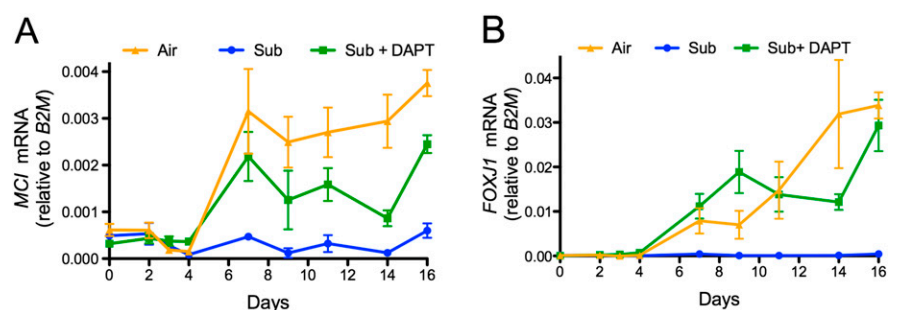 A
Air Sub Sub + DAPT
MCI mRNA
(relative to B2M)
0.004
0.003
0.002
0.001
0.000
0 2 4 6 8 10 12 14 16
Days
B
Air Sub Sub+ DAPT
FOXJ1 mRNA
(relative to B2M)
0.04
0.03
0.02
0.01
0.00
0 2 4 6 8 10 12 14 16
Days